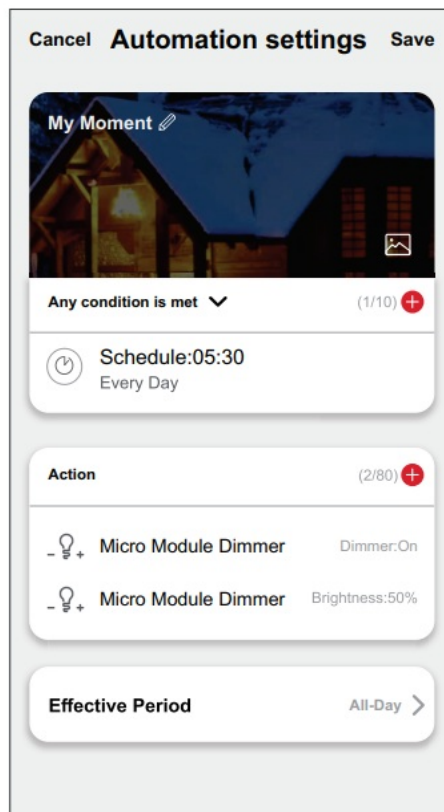 Cancel Automation settings Save
My Moment
Any condition is met (1/10)
Schedule:05:30
Every Day
Action (2/80)
Micro Module Dimmer Dimmer:On
Micro Module Dimmer Brightness:50%
Effective Period All-Day